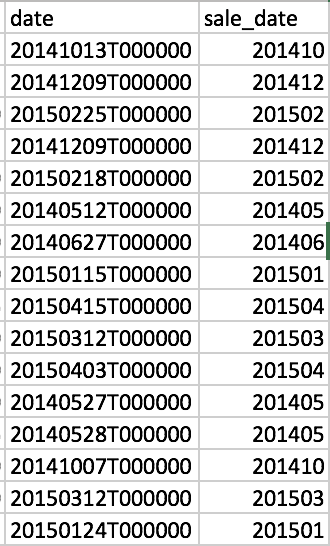 date sale_date
20141013T000000 201410
20141209T000000 201412
20150225T000000 201502
20141209T000000 201412
20150218T000000 201502
20140512T000000 201405
20140627T000000 201406
20150115T000000 201501
20150415T000000 201504
20150312T000000 201503
20150403T000000 201504
20140527T000000 201405
20140528T000000 201405
20141007T000000 201410
20150312T000000 201503
20150124T000000 201501